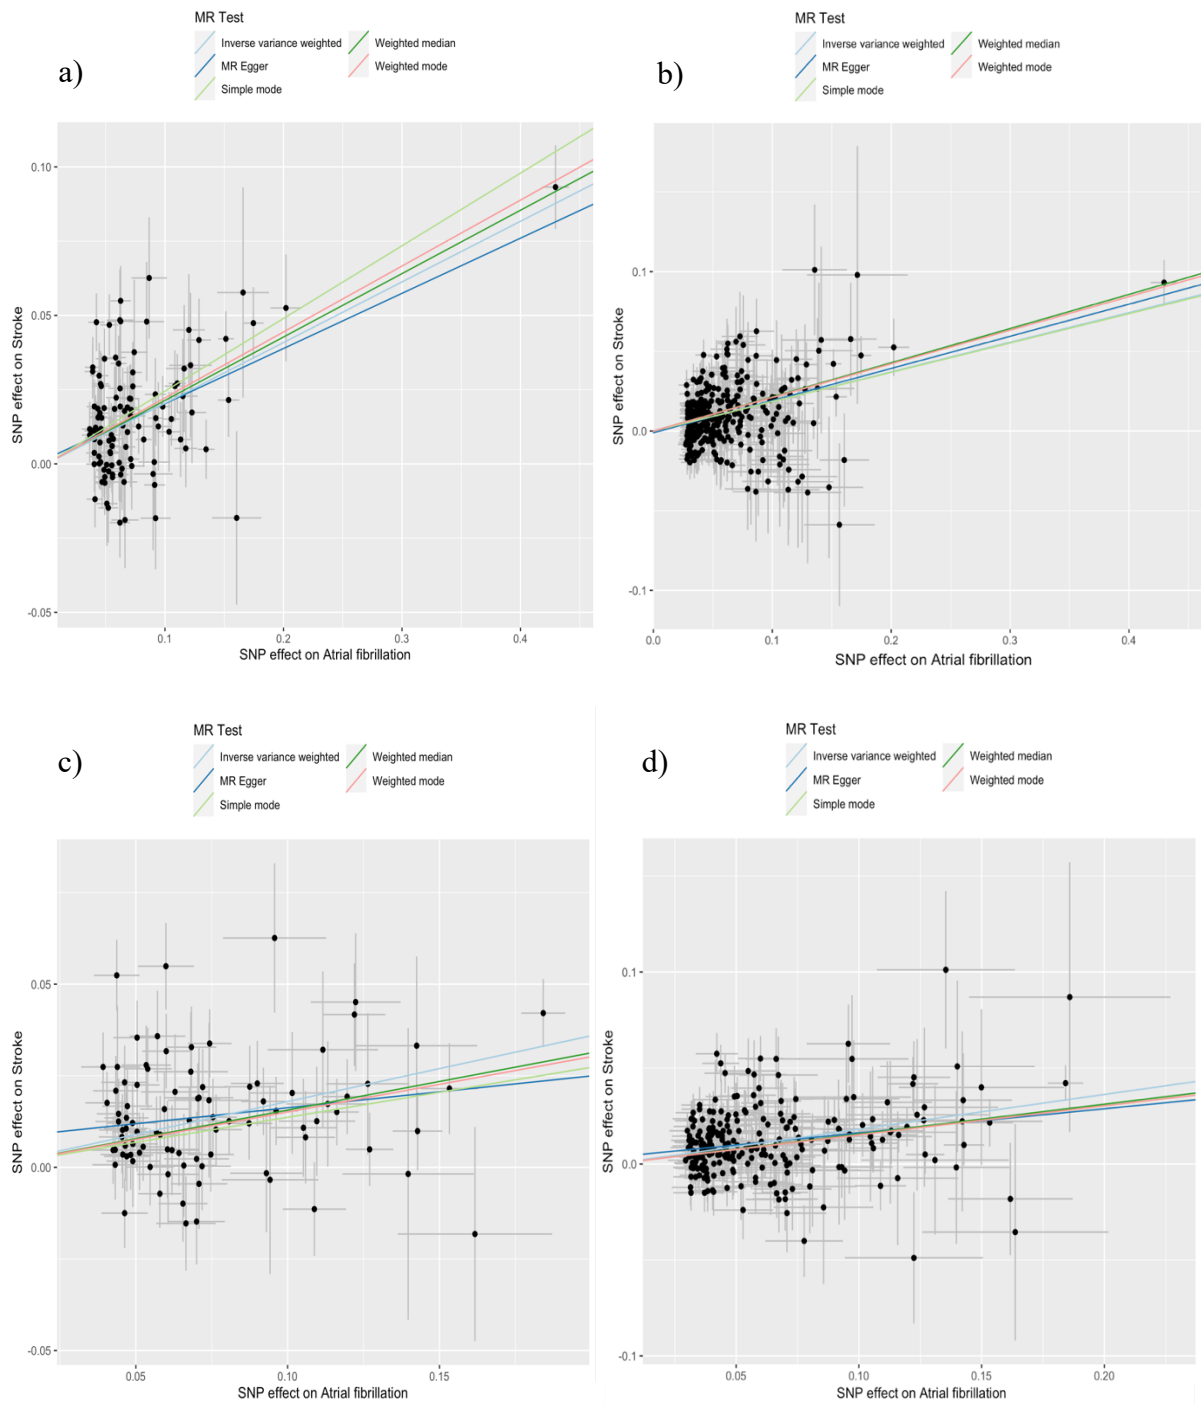 MR Test
Inverse variance weighted Weighted median
MR Egger Weighted mode
Simple mode
a)
0.10
0.05
0.00
-0.05
SNP effect on Stroke
0.1 0.2 0.3 0.4
SNP effect on Atrial fibrillation
MR Test
Inverse variance weighted Weighted median
MR Egger Weighted mode
Simple mode
b)
0.1
0.0
-0.1
SNP effect on Stroke
0.0 0.1 0.2 0.3 0.4
SNP effect on Atrial fibrillation
MR Test
Inverse variance weighted Weighted median
MR Egger Weighted mode
Simple mode
c)
0.05
0.00
-0.05
SNP effect on Stroke
0.05 0.10 0.15
SNP effect on Atrial fibrillation
MR Test
Inverse variance weighted Weighted median
MR Egger Weighted mode
Simple mode
d)
0.1
0.0
-0.1
SNP effect on Stroke
0.05 0.10 0.15 0.20
SNP effect on Atrial fibrillation